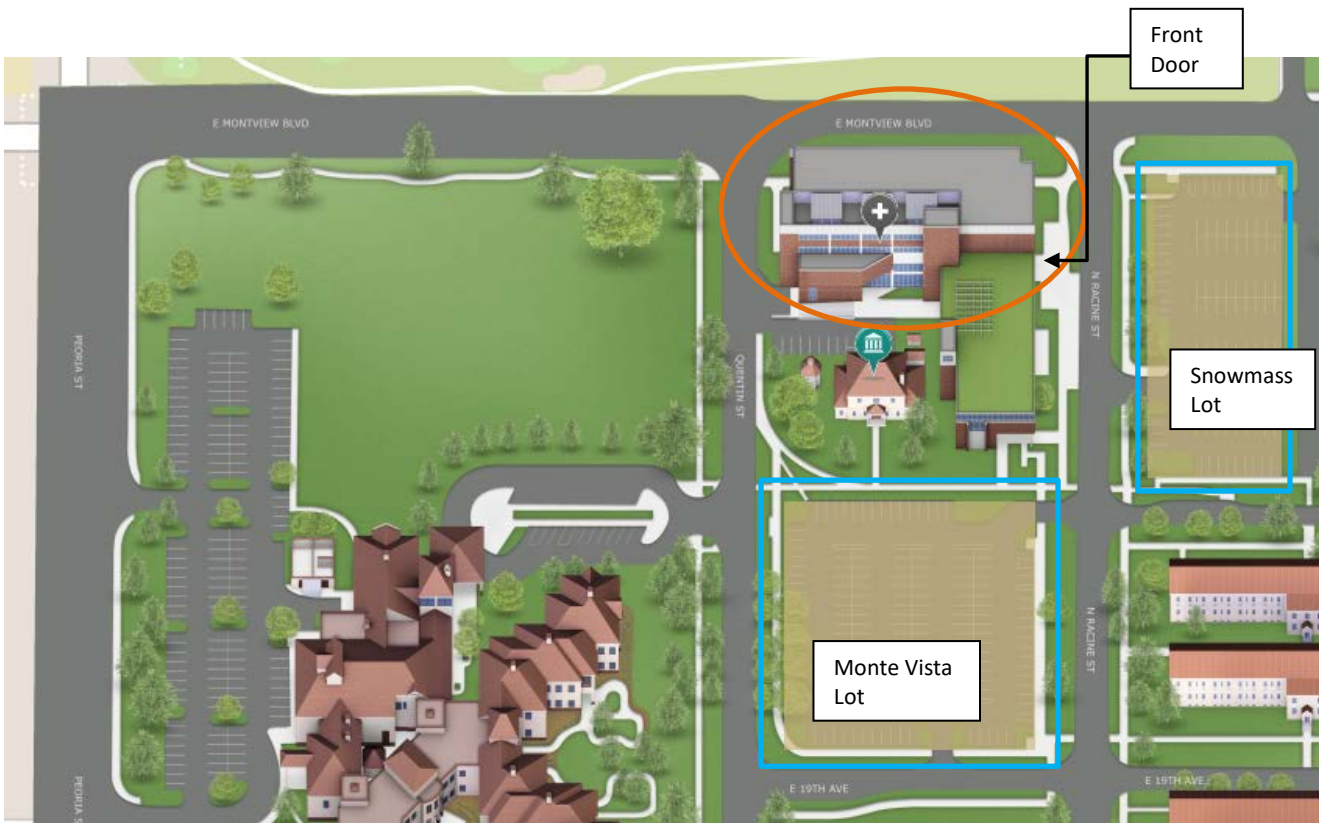 Front
Door
E MONTVIEW BLVD
E MONTVIEW BLVD
PEORIA ST
QUENTIN ST
N RACINE ST
Snowmass
Lot
Monte Vista
Lot
N RACINE ST
PEORIA S
E 19TH AVE
E 19TH AVE